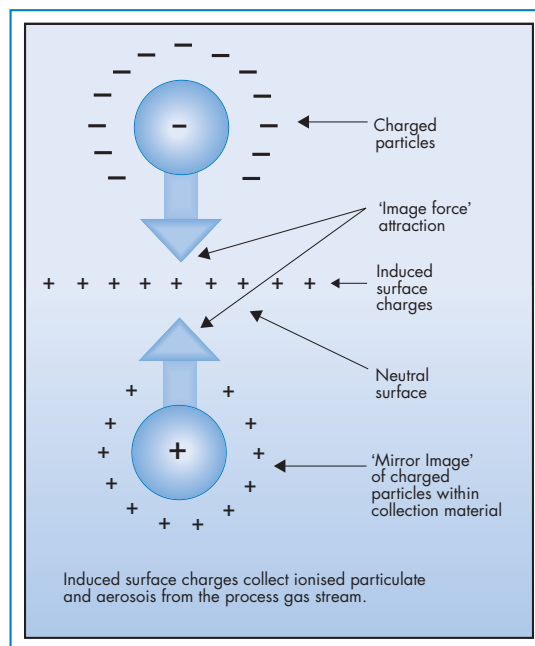 Charged
particles
'Image force'
attraction
Induced
surface
charges
Neutral
surface
'Mirror Image'
of charged
particles within
collection material
Induced surface charges collect ionised particulate
and aerosois from the process gas stream.